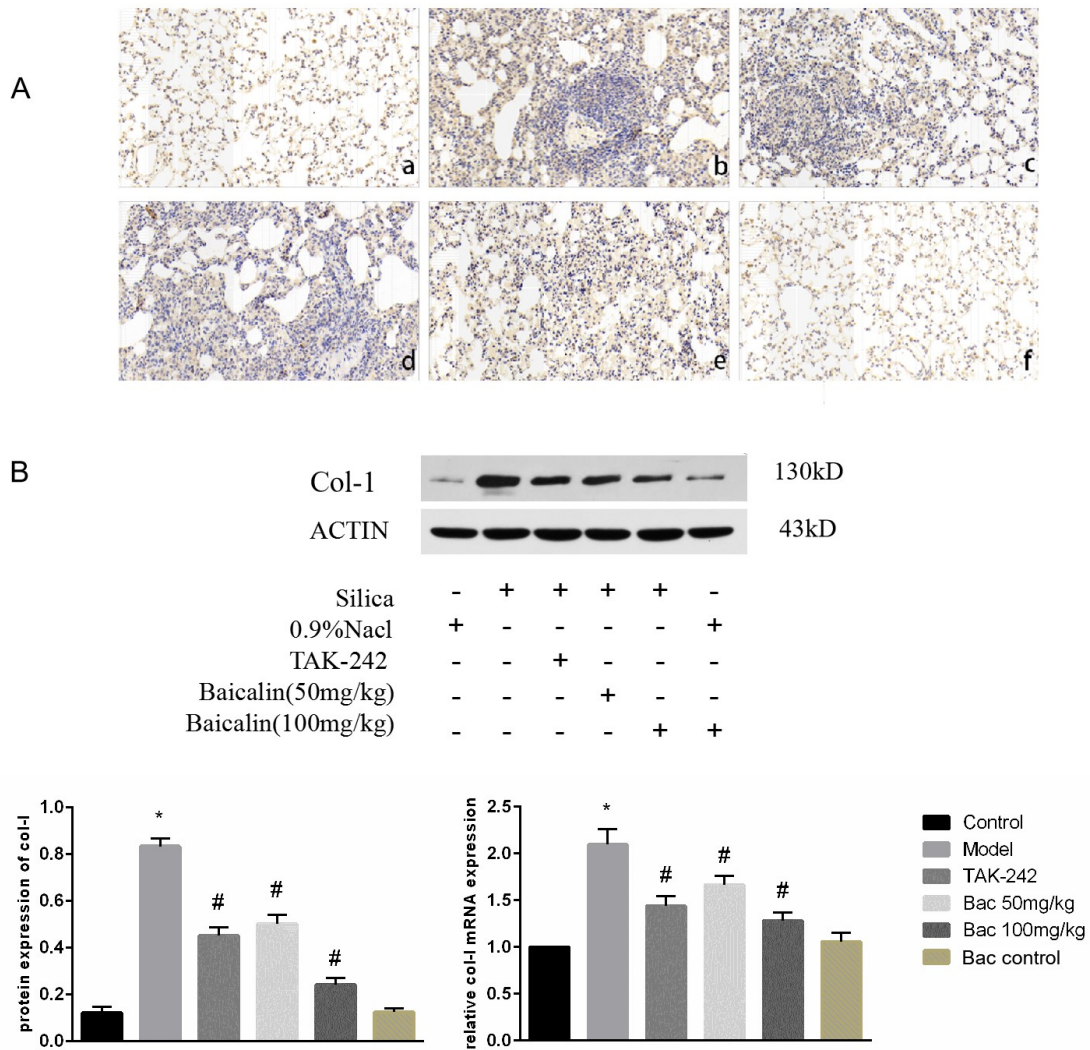 A
a
b
c
d
e
f
B
Col-1 130kD
ACTIN 43kD
Silica - + + + + -
0.9%Nacl + - - - - +
TAK-242 - - + - - -
Baicalin(50mg/kg) - - - + - -
Baicalin(100mg/kg) - - - - + +
protein expression of col-I
1.0
0.8
0.6
0.4
0.2
0.0
*
#
#
#
relative col-I mRNA expression
2.5
2.0
1.5
1.0
0.5
0.0
*
#
#
#
Control
Model
TAK-242
Bac 50mg/kg
Bac 100mg/kg
Bac control